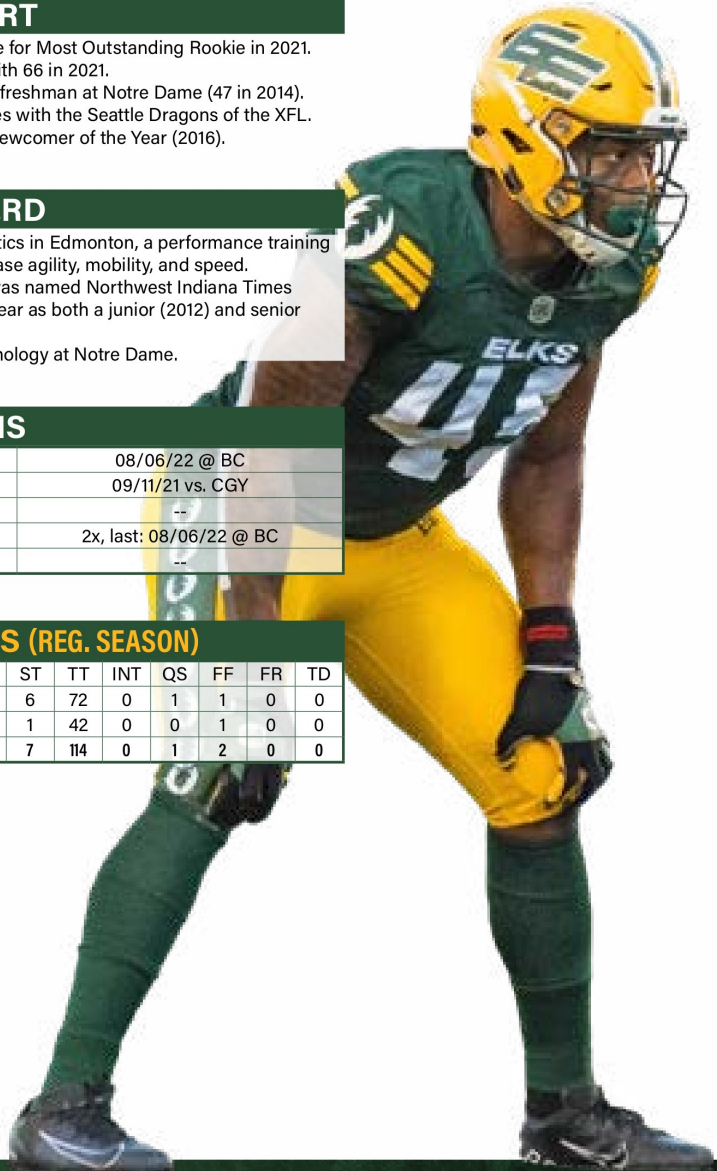 RT
e for Most Outstanding Rookie in 2021.
ith 66 in 2021.
freshman at Notre Dame (47 in 2014).
es with the Seattle Dragons of the XFL.
ewcomer of the Year (2016).
RD
tics in Edmonton, a performance training
ase agility, mobility, and speed.
was named Northwest Indiana Times
ear as both a junior (2012) and senior
nology at Notre Dame.
NS
08/06/22 @ BC
09/11/21 vs. CGY
--
2x, last: 08/06/22 @ BC
--
S (REG. SEASON)
ST TT INT QS FF FR TD
6 72 0 1 1 0 0
1 42 0 0 1 0 0
7 114 0 1 2 0 0
EE
ELKS